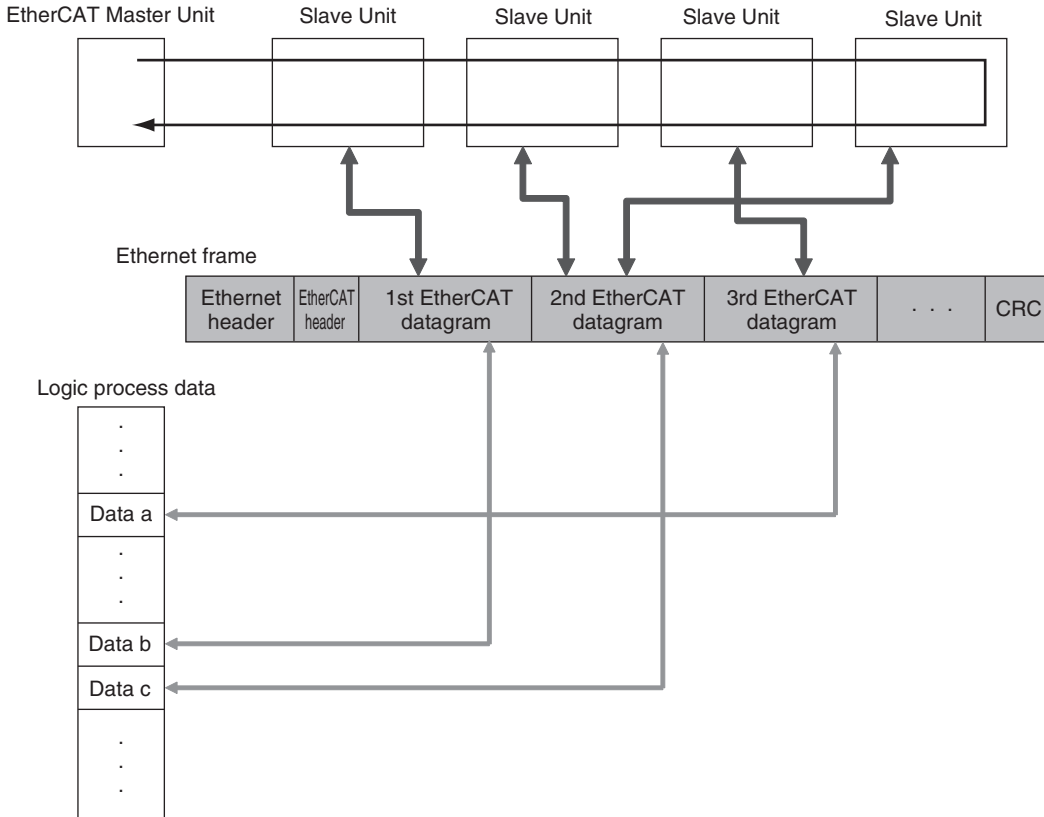 EtherCAT Master Unit
Slave Unit
Slave Unit
Slave Unit
Slave Unit
Ethernet frame
Ethernet
header
EtherCAT
header
1st EtherCAT
datagram
2nd EtherCAT
datagram
3rd EtherCAT
datagram
· · ·
CRC
Logic process data
·
·
·
Data a
·
·
·
Data b
Data c
·
·
·